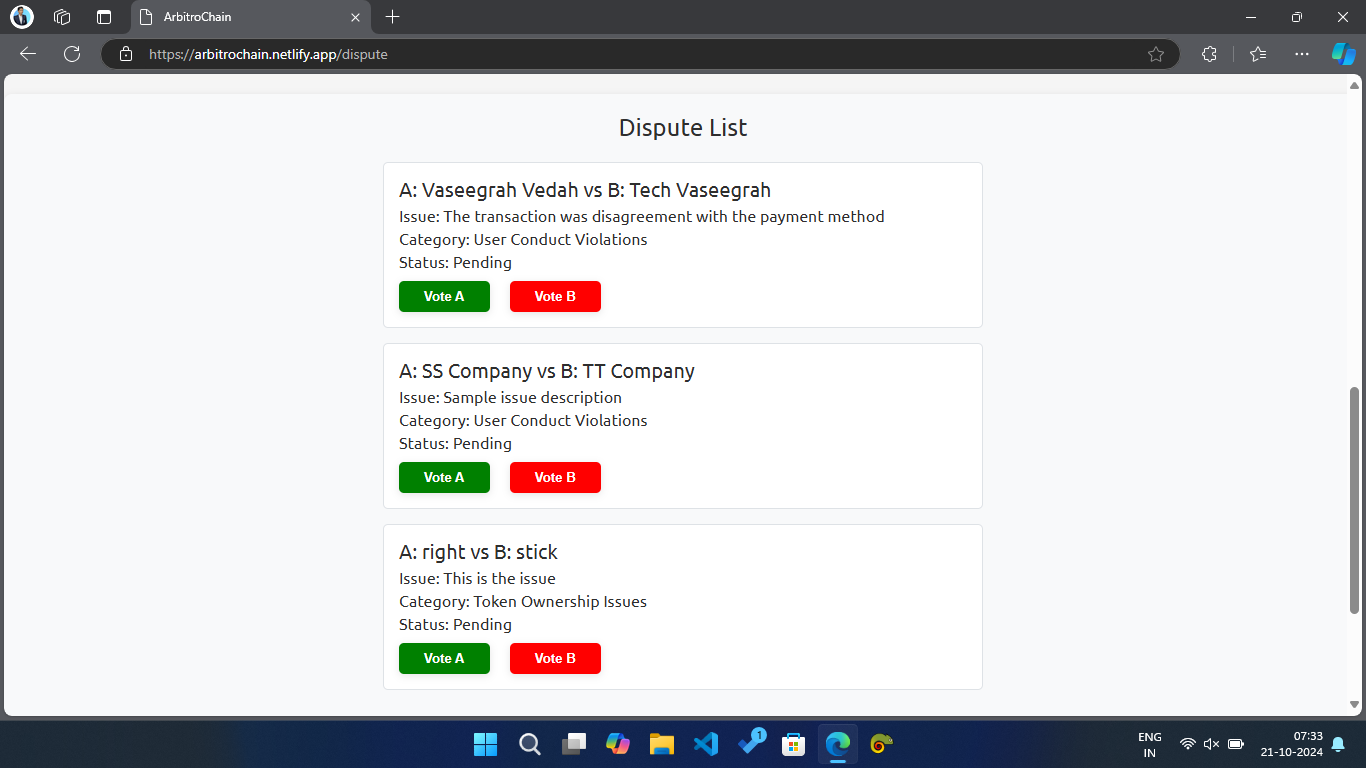 ArbitroChain
https://arbitrochain.netlify.app/dispute
Dispute List
A: Vaseegrah Vedah vs B: Tech Vaseegrah
Issue: The transaction was disagreement with the payment method
Category: User Conduct Violations
Status: Pending
Vote A Vote B
A: SS Company vs B: TT Company
Issue: Sample issue description
Category: User Conduct Violations
Status: Pending
Vote A Vote B
A: right vs B: stick
Issue: This is the issue
Category: Token Ownership Issues
Status: Pending
Vote A Vote B
1
ENG
IN
07:33
21-10-2024